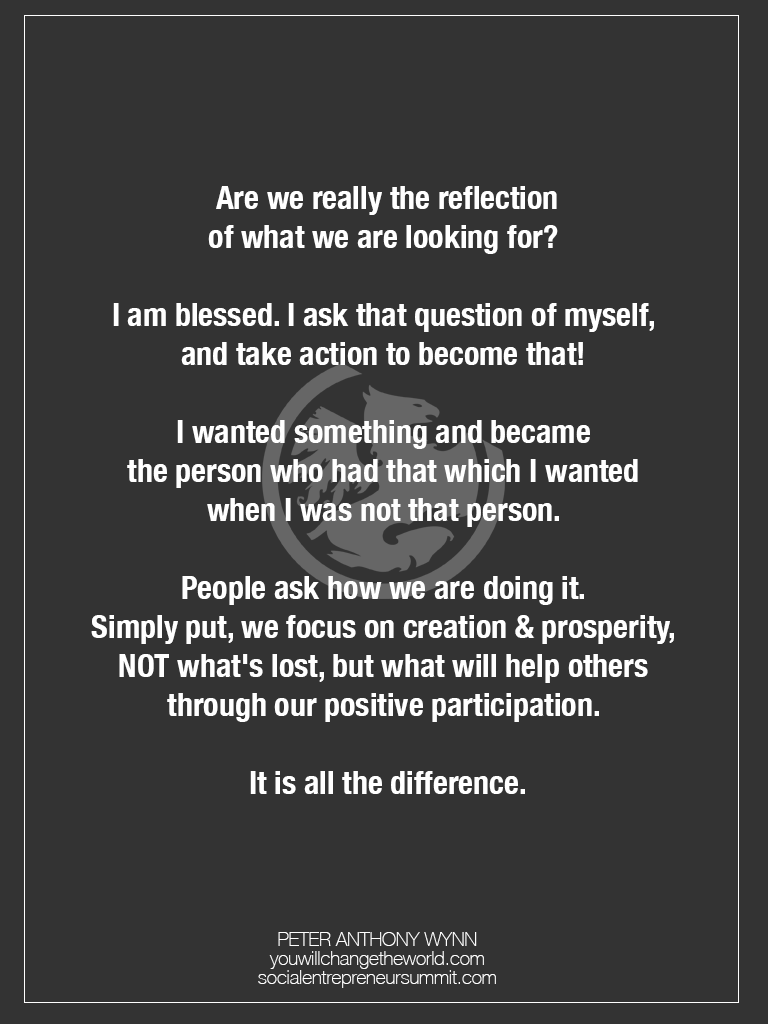 Are we really the reflection
of what we are looking for?
I am blessed. I ask that question of myself,
and take action to become that!
I wanted something and became
the person who had that which I wanted
when I was not that person.
People ask how we are doing it.
Simply put, we focus on creation & prosperity,
NOT what's lost, but what will help others
through our positive participation.
It is all the difference.
PETER ANTHONY WYNN
youwillchangetheworld.com
socialentrepreneursummit.com